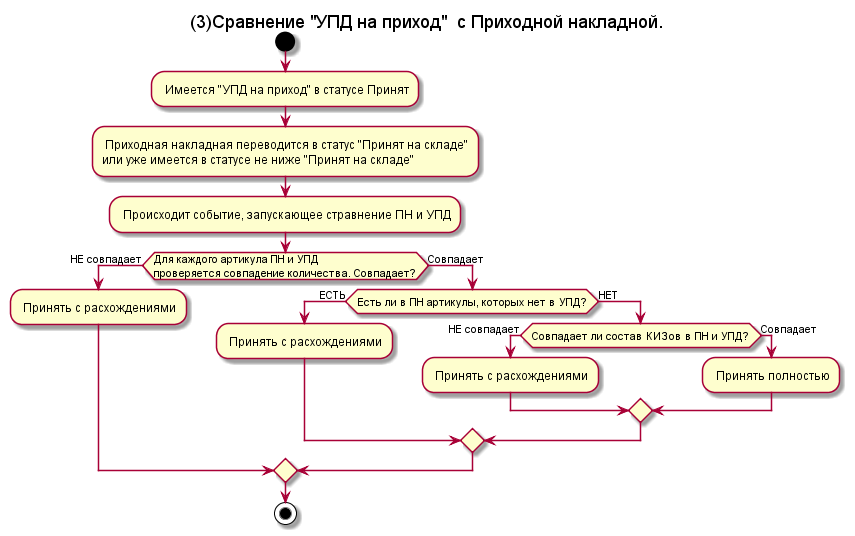 (3)Сравнение "УПД на приход" с Приходной накладной.
Имеется "УПД на приход" в статусе Принят
Приходная накладная переводится в статус "Принят на складе"
или уже имеется в статусе не ниже "Принят на складе"
Происходит событие, запускающее стравнение ПН и УПД
НЕ совпадает
Для каждого артикула ПН и УПД
проверяется совпадение количества. Совпадает?
Совпадает
Принять с расхождениями
ЕСТЬ
Есть ли в ПН артикулы, которых нет в УПД?
НЕТ
Принять с расхождениями
НЕ совпадает
Совпадает ли состав КИЗов в ПН и УПД?
Совпадает
Принять с расхождениями
Принять полностью